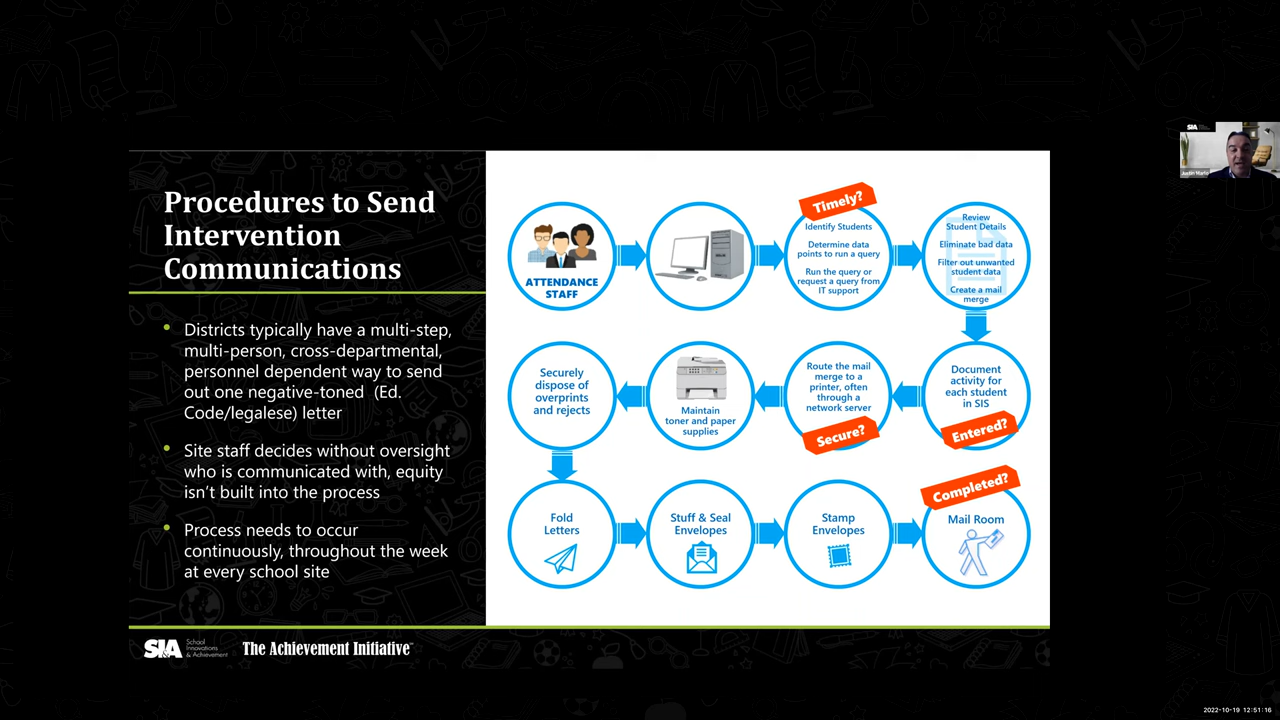 Procedures to Send
Intervention
Communications
Districts typically have a multi-step,
multi-person, cross-departmental,
personnel dependent way to send
out one negative-toned (Ed.
Code/legalese) letter
Site staff decides without oversight
who is communicated with, equity
isn't built into the process
Process needs to occur
continuously, throughout the week
at every school site
ATTENDANCE
STAFF
Timely?
Identify Students
Determine data
points to run a query
Run the query or
request a query from
IT support
Review
Student Details
Eliminate bad data
Filter out unwanted
student data
Create a mail
merge
Document
activity for
each student
in SIS
Entered?
Route the mail
merge to a
printer, often
through a
network server
Secure?
Maintain
toner and paper
supplies
Securely
dispose of
overprints
and rejects
Fold
Letters
Stuff & Seal
Envelopes
Stamp
Envelopes
Completed?
Mail Room
SIA School
Innovations
& Achievement
The Achievement Initiative
SIA
2022-10-19 12:51:16